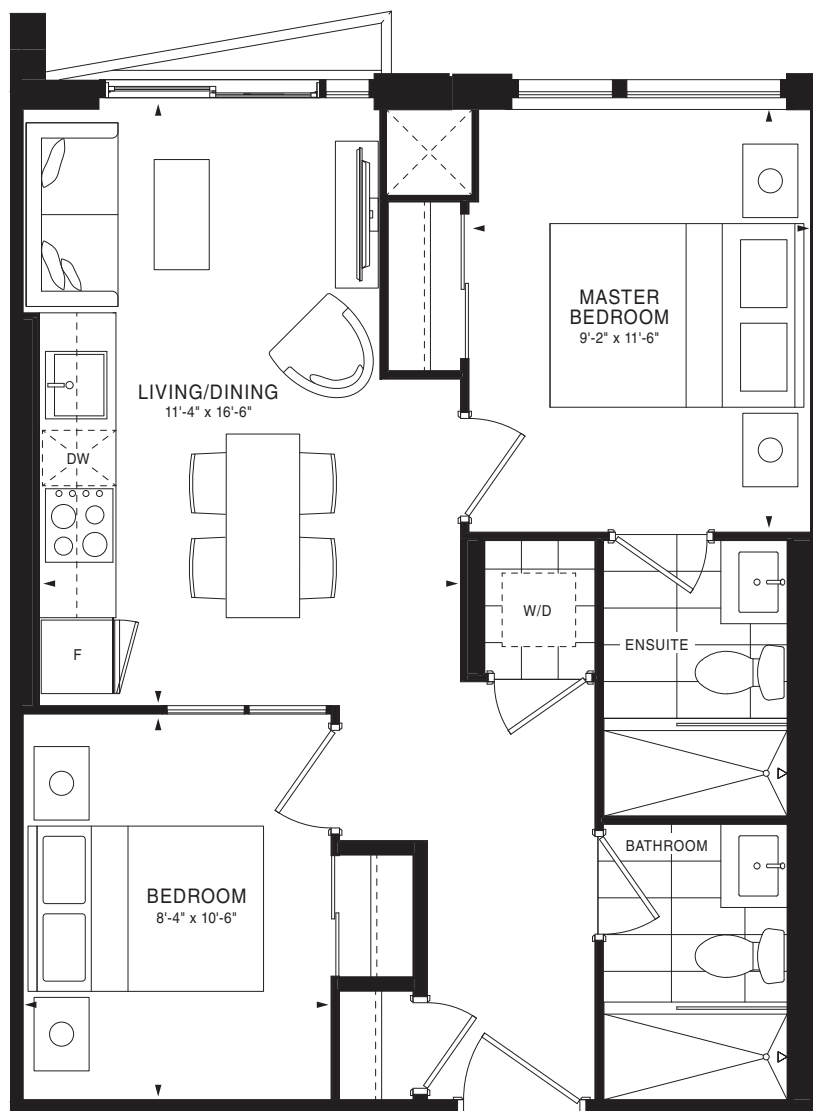 MASTER
BEDROOM
9'-2" x 11'-6"
LIVING/DINING
11'-4" x 16'-6"
DW
W/D
ENSUITE
F
BATHROOM
BEDROOM
8'-4" x 10'-6"